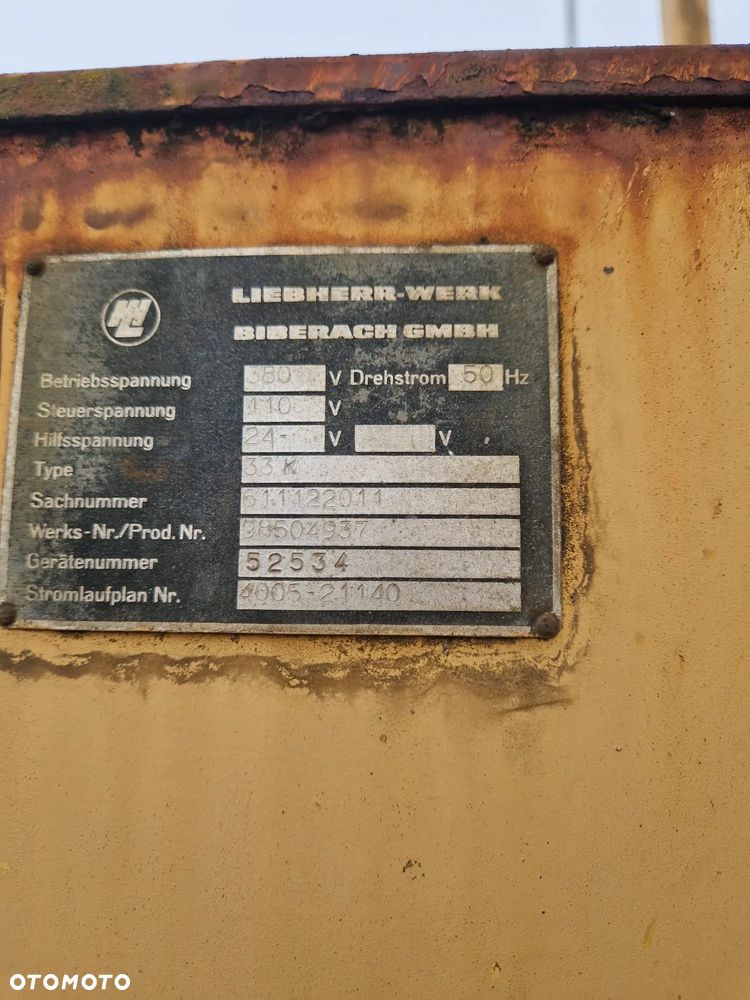 LIEBHERR-WERK
BIBERACH GMBH
Betriebsspannung 380 V Drehstrom 50 Hz
Steuerspannung 110 V
Hilfsspannung 24 V V
Type 33 K
Sachnummer 611122011
Werks-Nr./Prod. Nr. 98504937
Gerätenummer 52534
Stromlaufplan Nr. 4005-21140
OTOMOTO